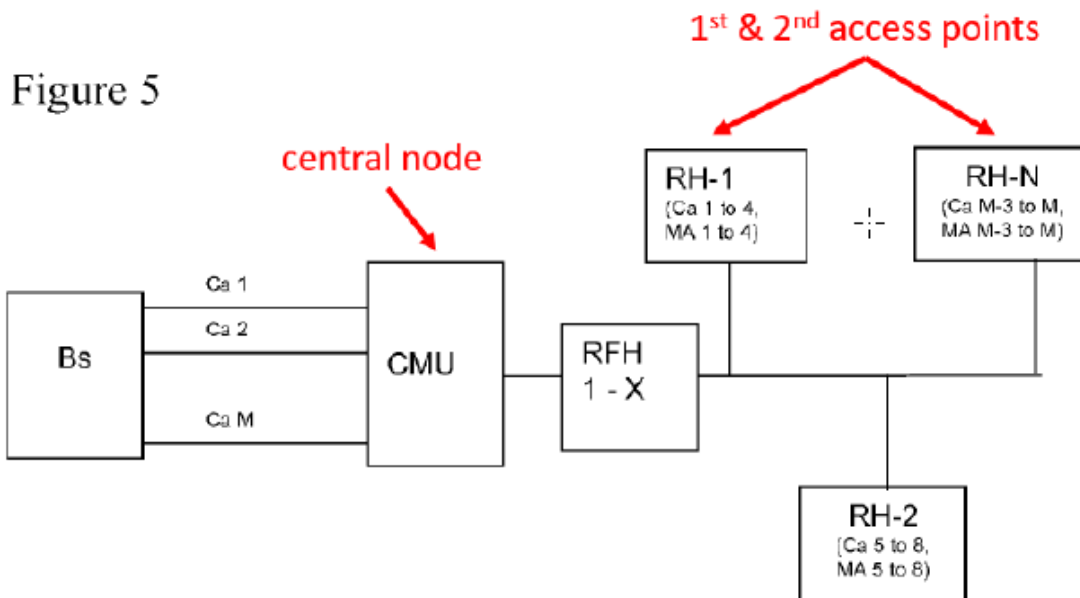 1st & 2nd access points
Figure 5
central node
RH-1
(Ca 1 to 4,
MA 1 to 4)
RH-N
(Ca M-3 to M,
MA M-3 to M)
Bs
Ca 1
Ca 2
Ca M
CMU
RFH
1 - X
RH-2
(Ca 5 to 8,
MA 5 to 8)